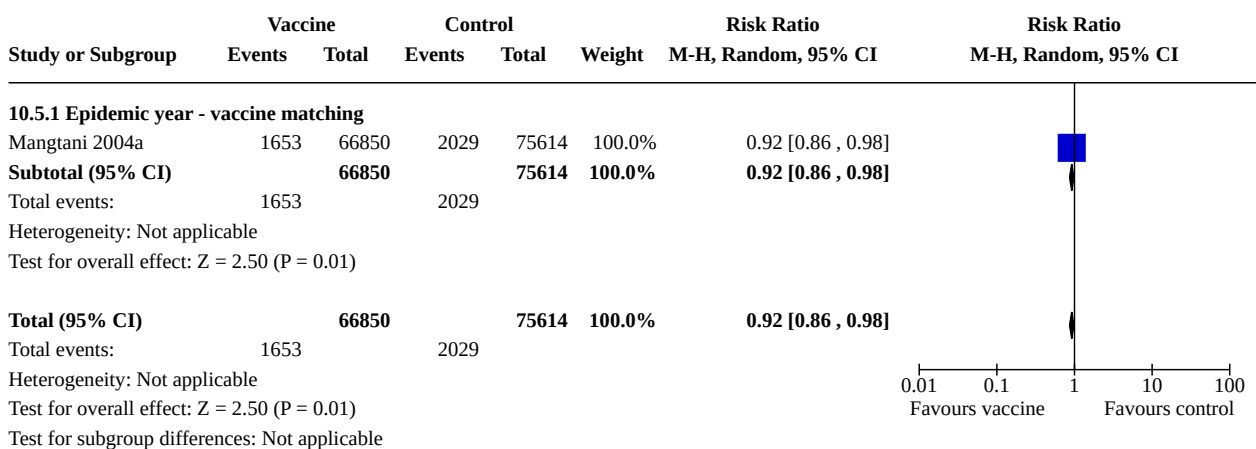 Vaccine Control Risk Ratio Risk Ratio
Study or Subgroup Events Total Events Total Weight M-H, Random, 95% CI M-H, Random, 95% CI
10.5.1 Epidemic year - vaccine matching
Mangtani 2004a 1653 66850 2029 75614 100.0% 0.92 [0.86 , 0.98]
Subtotal (95% CI) 66850 75614 100.0% 0.92 [0.86 , 0.98]
Total events: 1653 2029
Heterogeneity: Not applicable
Test for overall effect: Z = 2.50 (P = 0.01)
Total (95% CI) 66850 75614 100.0% 0.92 [0.86 , 0.98]
Total events: 1653 2029
Heterogeneity: Not applicable
0.01 0.1 1 10 100
Test for overall effect: Z = 2.50 (P = 0.01) Favours vaccine Favours control
Test for subgroup differences: Not applicable